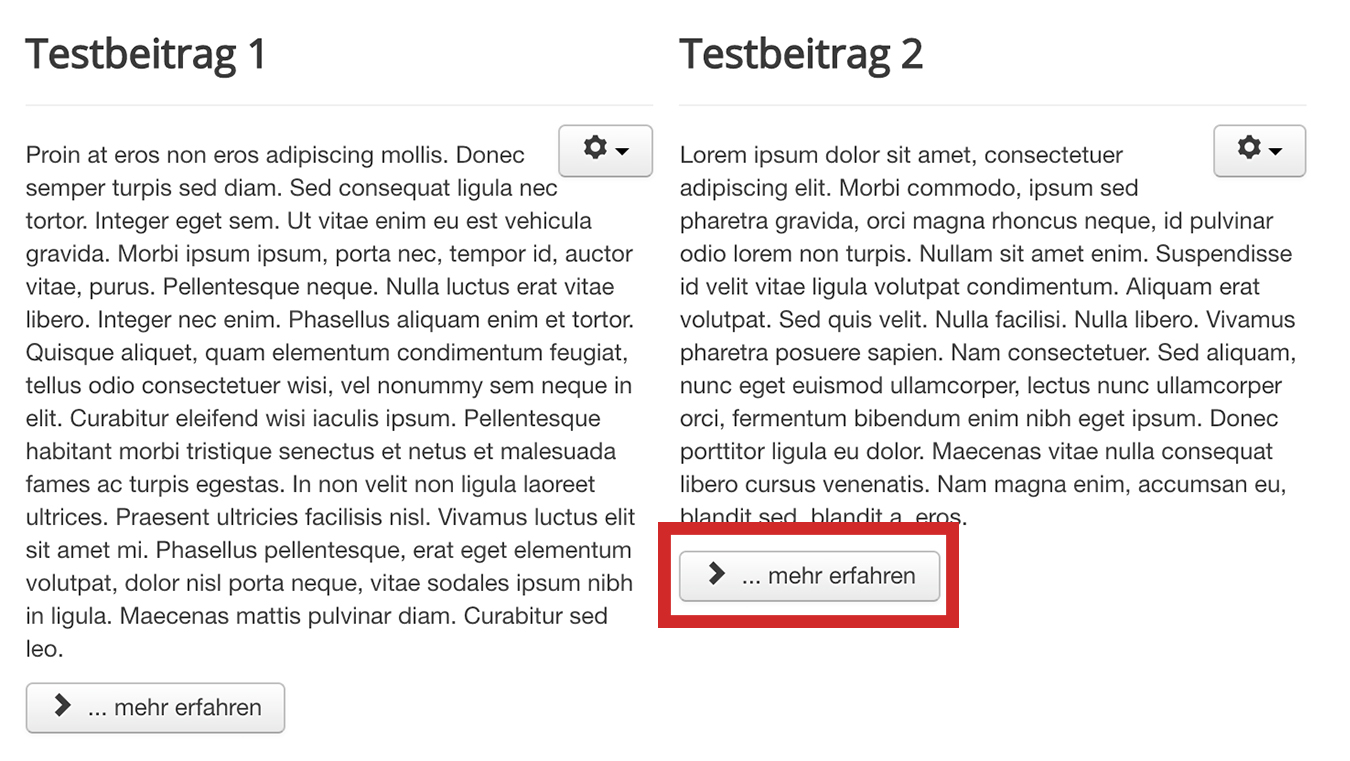 Testbeitrag 1
Proin at eros non eros adipiscing mollis. Donec
semper turpis sed diam. Sed consequat ligula nec
tortor. Integer eget sem. Ut vitae enim eu est vehicula
gravida. Morbi ipsum ipsum, porta nec, tempor id, auctor
vitae, purus. Pellentesque neque. Nulla luctus erat vitae
libero. Integer nec enim. Phasellus aliquam enim et tortor.
Quisque aliquet, quam elementum condimentum feugiat,
tellus odio consectetuer wisi, vel nonummy sem neque in
elit. Curabitur eleifend wisi iaculis ipsum. Pellentesque
habitant morbi tristique senectus et netus et malesuada
fames ac turpis egestas. In non velit non ligula laoreet
ultrices. Praesent ultricies facilisis nisl. Vivamus luctus elit
sit amet mi. Phasellus pellentesque, erat eget elementum
volutpat, dolor nisl porta neque, vitae sodales ipsum nibh
in ligula. Maecenas mattis pulvinar diam. Curabitur sed
leo.
... mehr erfahren
Testbeitrag 2
Lorem ipsum dolor sit amet, consectetuer
adipiscing elit. Morbi commodo, ipsum sed
pharetra gravida, orci magna rhoncus neque, id pulvinar
odio lorem non turpis. Nullam sit amet enim. Suspendisse
id velit vitae ligula volutpat condimentum. Aliquam erat
volutpat. Sed quis velit. Nulla facilisi. Nulla libero. Vivamus
pharetra posuere sapien. Nam consectetuer. Sed aliquam,
nunc eget euismod ullamcorper, lectus nunc ullamcorper
orci, fermentum bibendum enim nibh eget ipsum. Donec
porttitor ligula eu dolor. Maecenas vitae nulla consequat
libero cursus venenatis. Nam magna enim, accumsan eu,
blandit sed, blandit a, eros.
... mehr erfahren